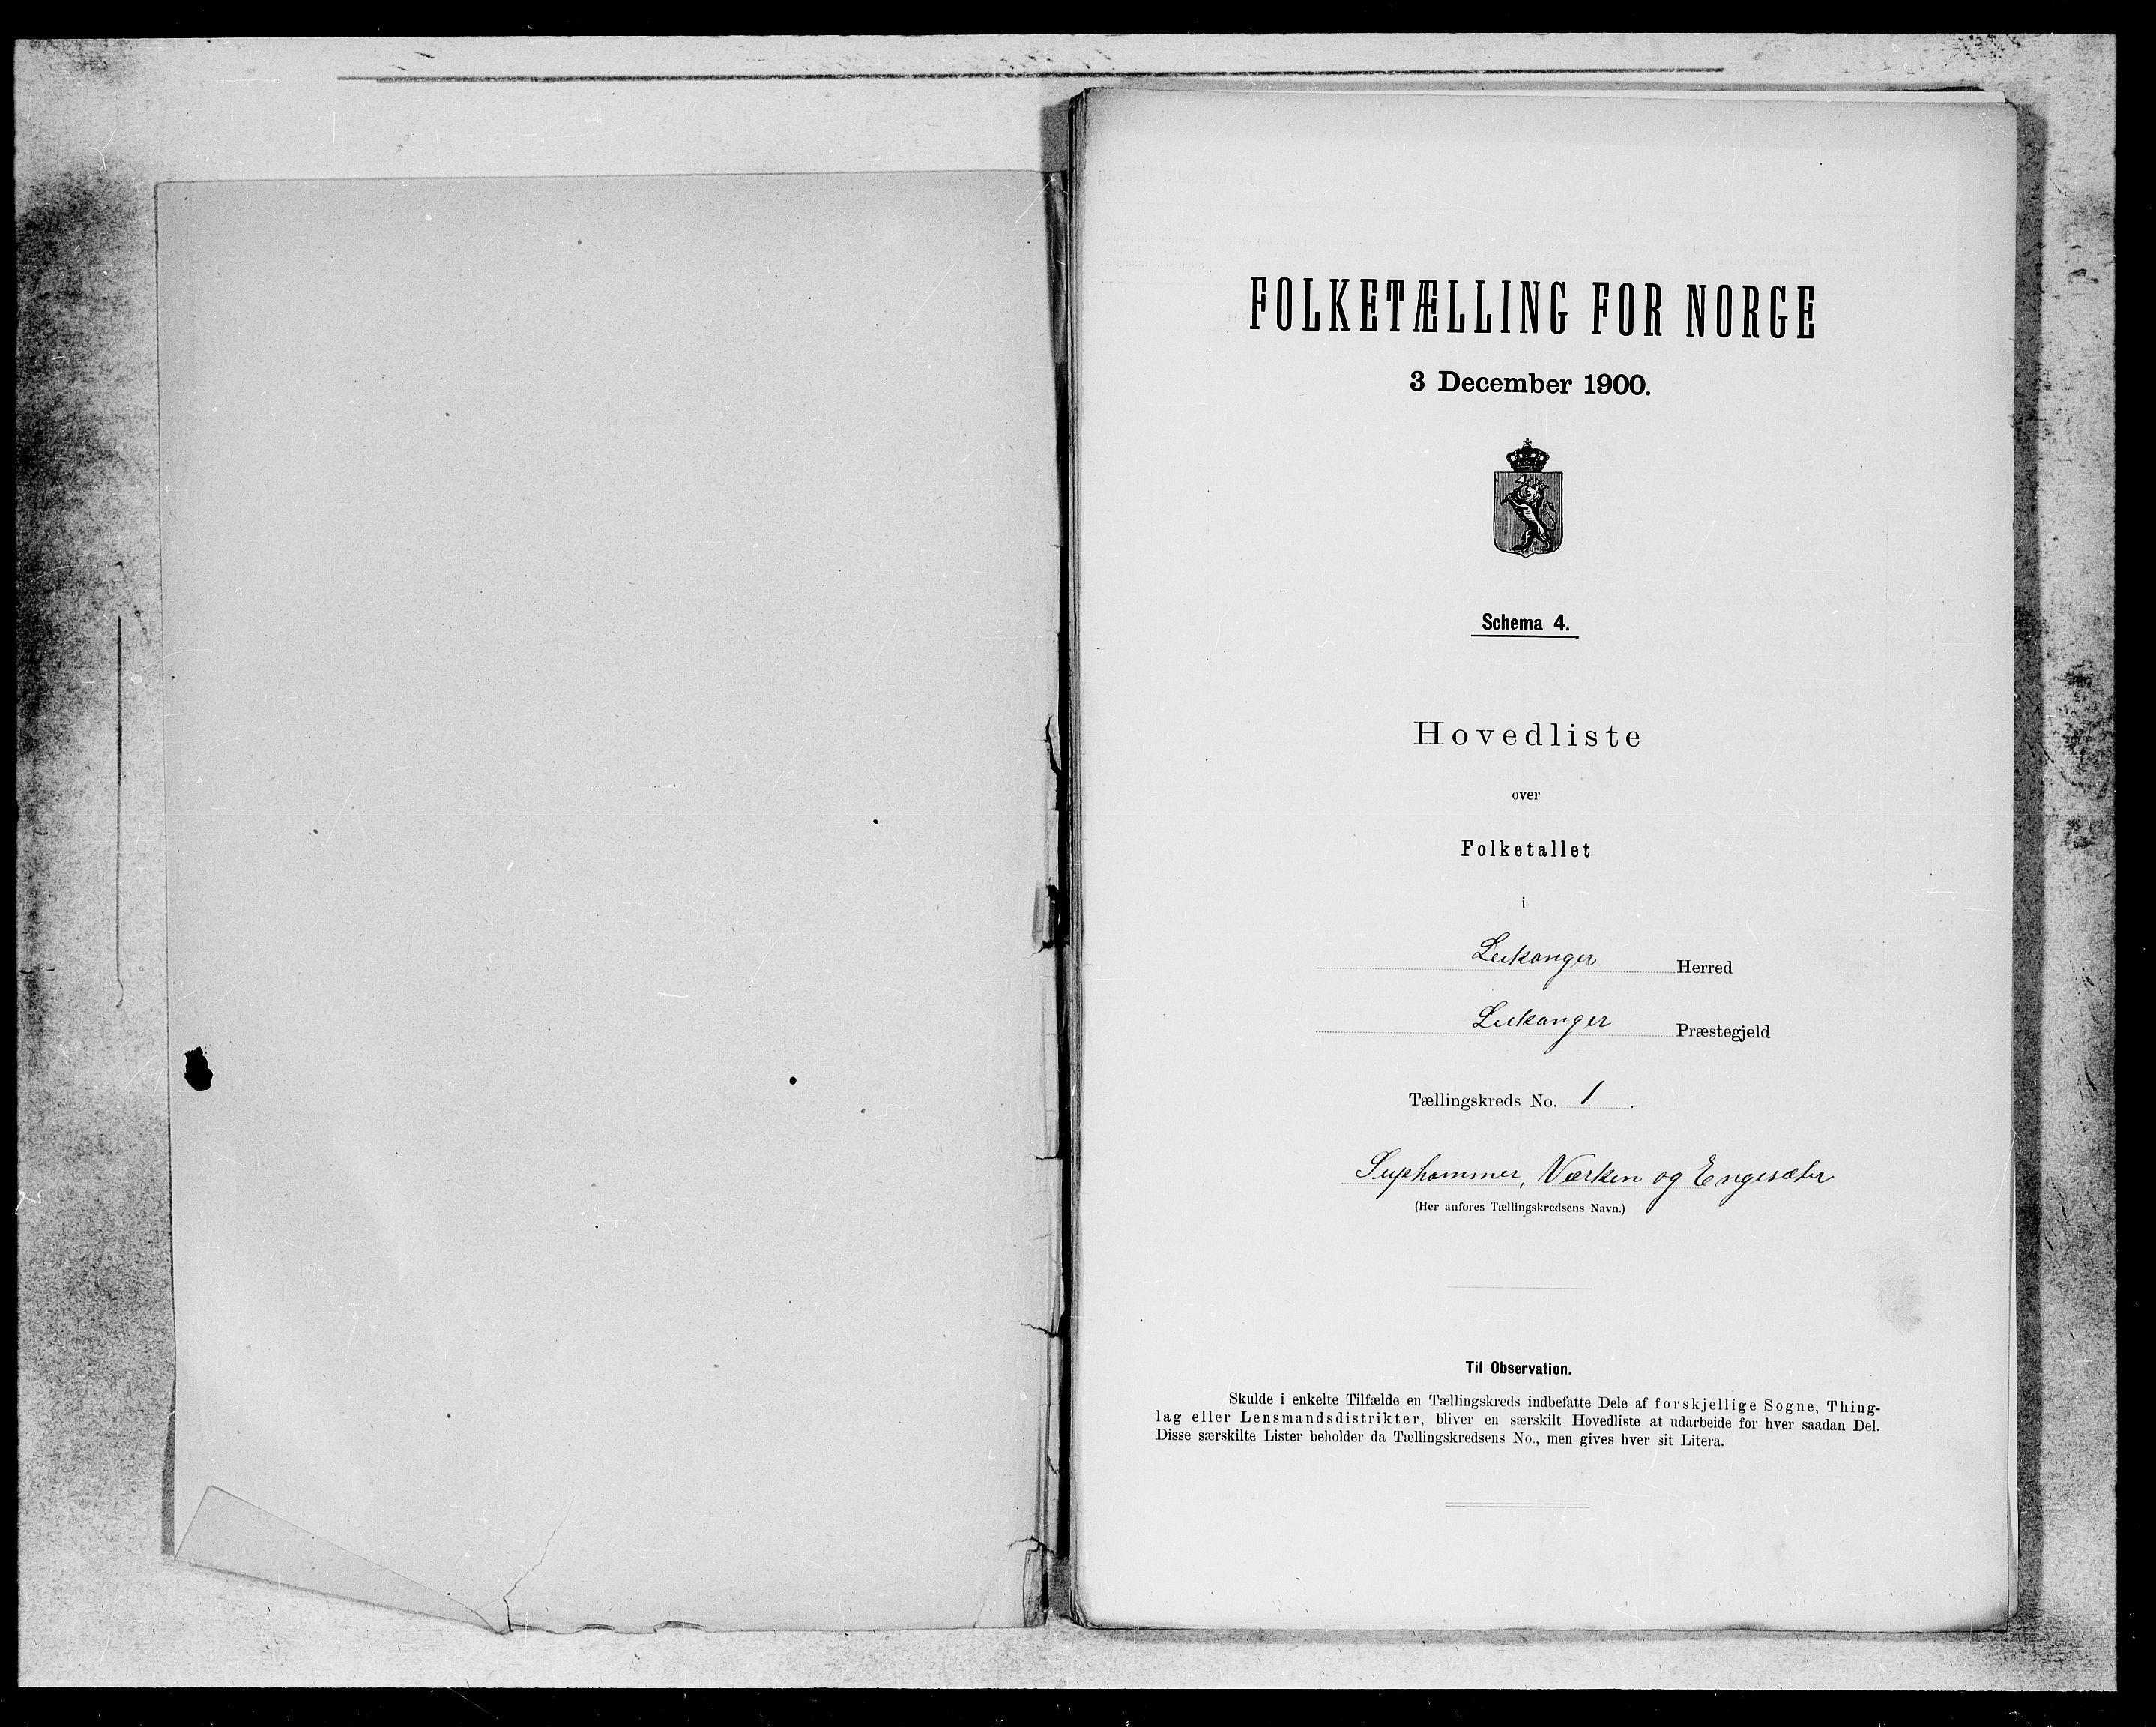 FOLKETÆLLING FOR NORGE
3 December 1900.
Schema 4.
Hovedliste
over
Folketallet
i
Leikanger Herred
Leikanger Præstegjeld
Tællingskreds No. 1.
Suphammer, Værken og Engesæter
(Her anføres Tællingskredsens Navn.)
Til Observation.
Skulde i enkelte Tilfælde en Tællingskreds indbefatte Dele af forskjellige Sogne, Thing-
lag eller Lensmandsdistrikter, bliver en særskilt Hovedliste at udarbeide for hver saadan Del.
Disse særskilte Lister beholder da Tællingskredsens No., men gives hver sit Litera.